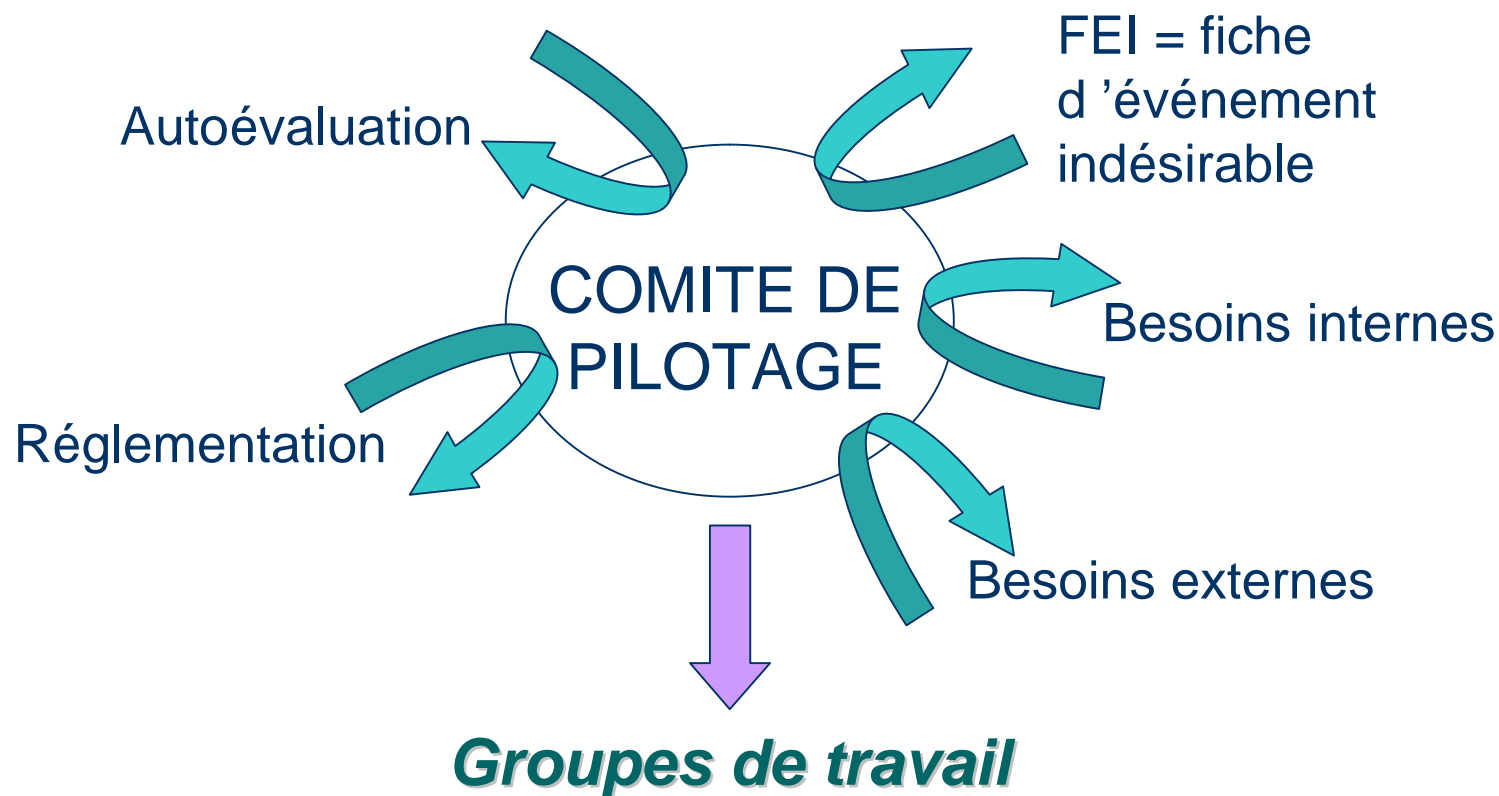 FEI = fiche
d ’événement
indésirable
Autoévaluation
COMITE DE
PILOTAGE
Besoins internes
Réglementation
Besoins externes
Groupes de travail